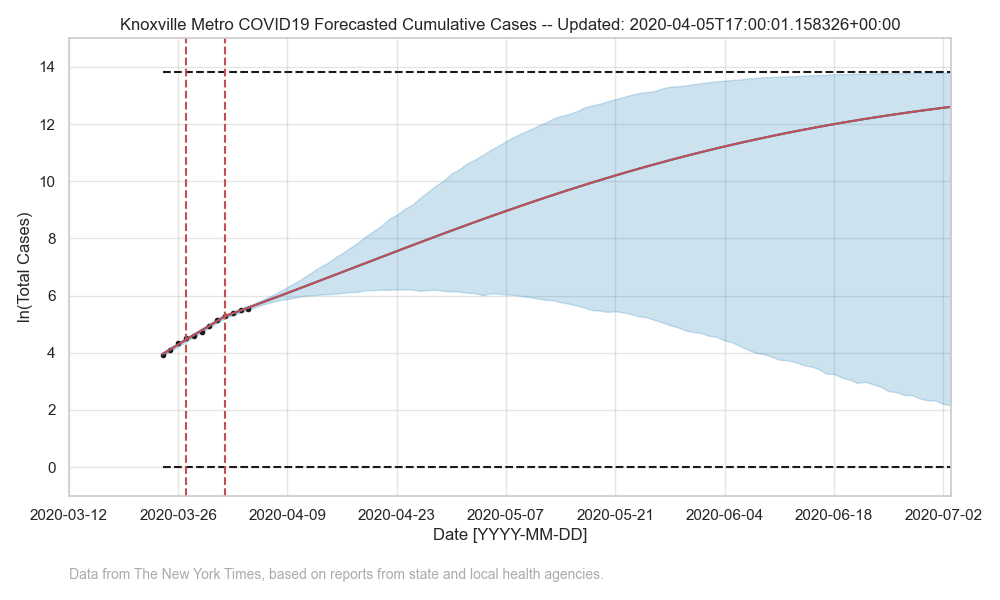 Knoxville Metro COVID19 Forecasted Cumulative Cases -- Updated: 2020-04-05T17:00:01.158326+00:00
ln(Total Cases)
14
12
10
8
6
4
2
0
2020-03-12 2020-03-26 2020-04-09 2020-04-23 2020-05-07 2020-05-21 2020-06-04 2020-06-18 2020-07-02
Date [YYYY-MM-DD]
Data from The New York Times, based on reports from state and local health agencies.